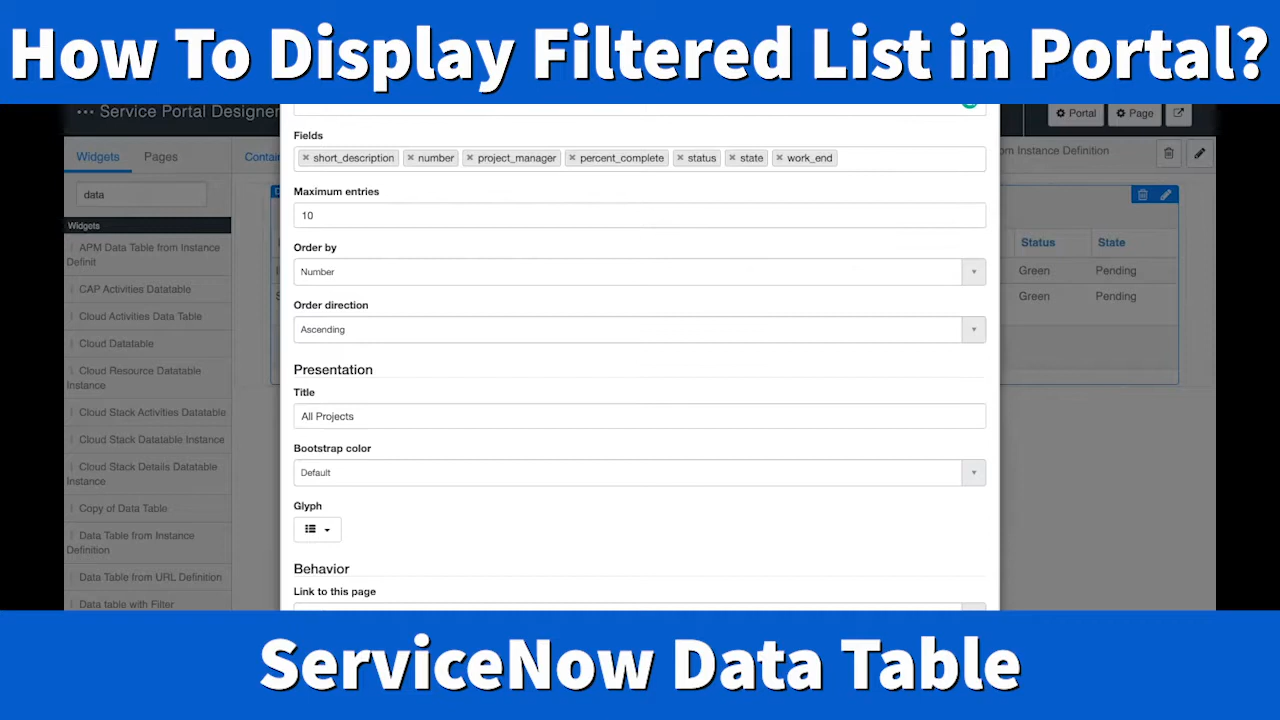 How To Display Filtered List in Portal?
··· Service Portal Designer
Portal
Page
Widgets
Pages
Contai
om Instance Definition
data
Widgets
APM Data Table from Instance
Definit
CAP Activities Datatable
Cloud Activities Data Table
Cloud Datatable
Cloud Resource Datatable
Instance
Cloud Stack Activities Datatable
Cloud Stack Datatable Instance
Cloud Stack Details Datatable
Instance
Copy of Data Table
Data Table from Instance
Definition
Data Table from URL Definition
Data table with Filter
Fields
× short_description × number × project_manager × percent_complete × status × state × work_end
Maximum entries
10
Order by
Number
Order direction
Ascending
Presentation
Title
All Projects
Bootstrap color
Default
Glyph
Behavior
Link to this page
Status State
Green Pending
Green Pending
ServiceNow Data Table